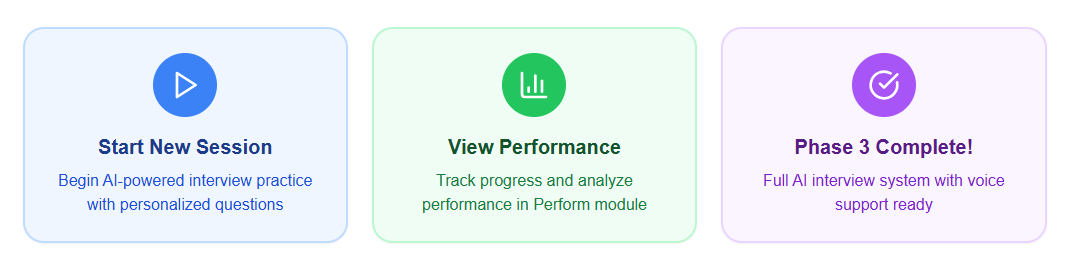 Start New Session
Begin AI-powered interview practice
with personalized questions
View Performance
Track progress and analyze
performance in Perform module
Phase 3 Complete!
Full AI interview system with voice
support ready